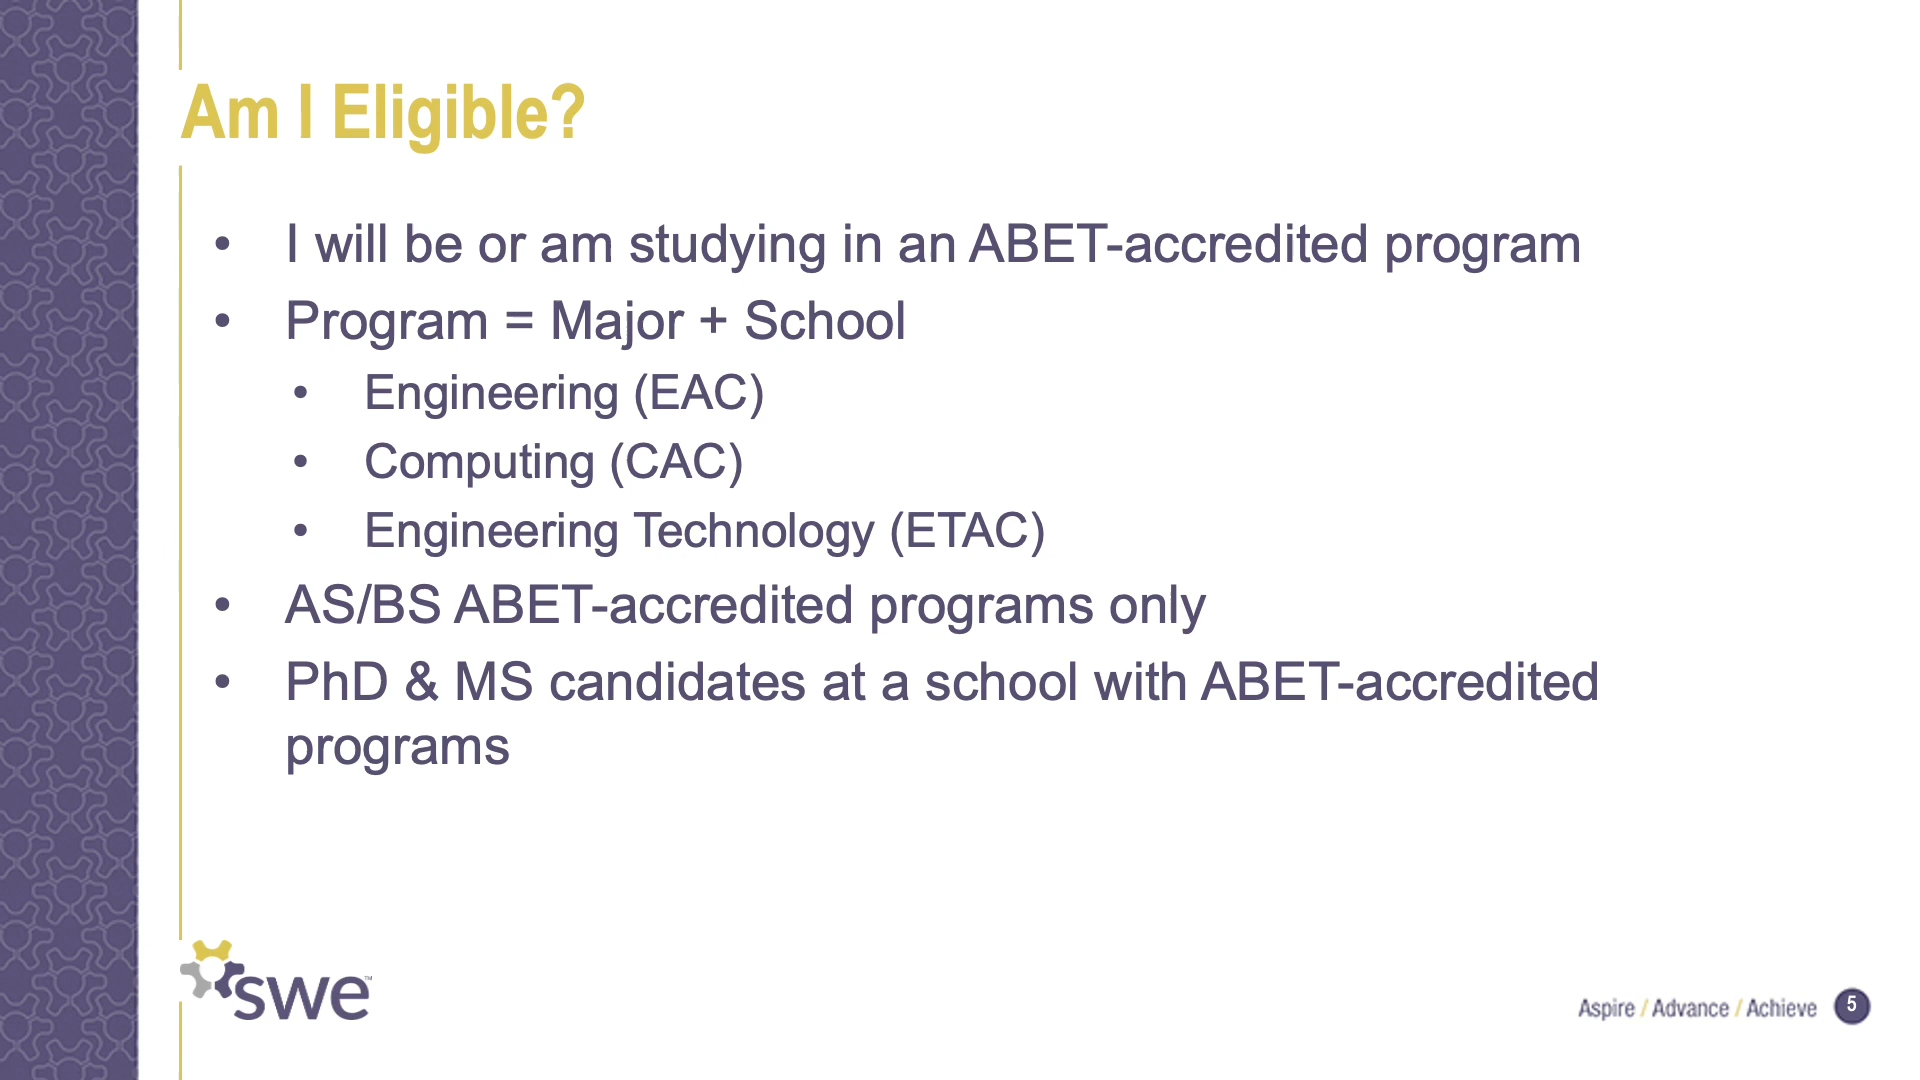 Am I Eligible?
• I will be or am studying in an ABET-accredited program
• Program = Major + School
• Engineering (EAC)
• Computing (CAC)
• Engineering Technology (ETAC)
• AS/BS ABET-accredited programs only
• PhD & MS candidates at a school with ABET-accredited
programs
swe™
Aspire / Advance / Achieve 5